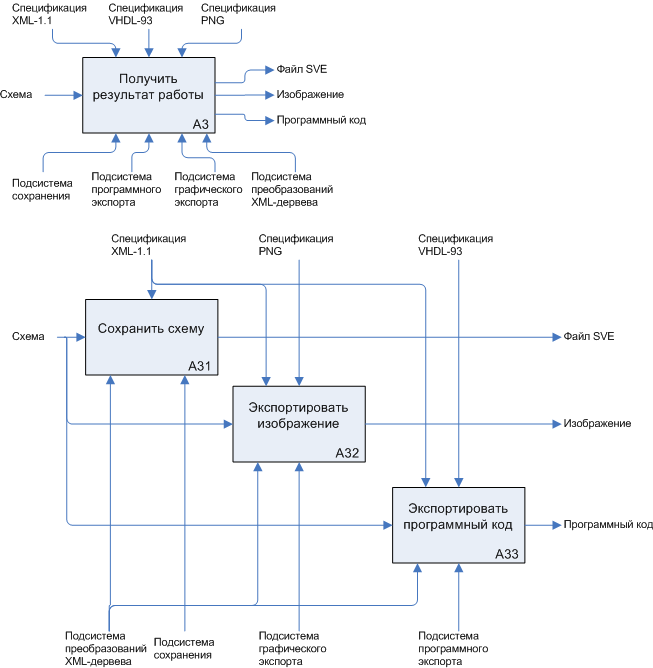 Спецификация
XML-1.1
Спецификация
VHDL-93
Спецификация
PNG
Схема
Получить
результат работы
A3
Файл SVE
Изображение
Программный код
Подсистема
сохранения
Подсистема
программного
экспорта
Подсистема
графического
экспорта
Подсистема
преобразований
XML-дервева
Спецификация
XML-1.1
Спецификация
PNG
Спецификация
VHDL-93
Схема
Сохранить схему
A31
Файл SVE
Экспортировать
изображение
A32
Изображение
Экспортировать
программный код
A33
Программный код
Подсистема
преобразований
XML-дервева
Подсистема
сохранения
Подсистема
графического
экспорта
Подсистема
программного
экспорта